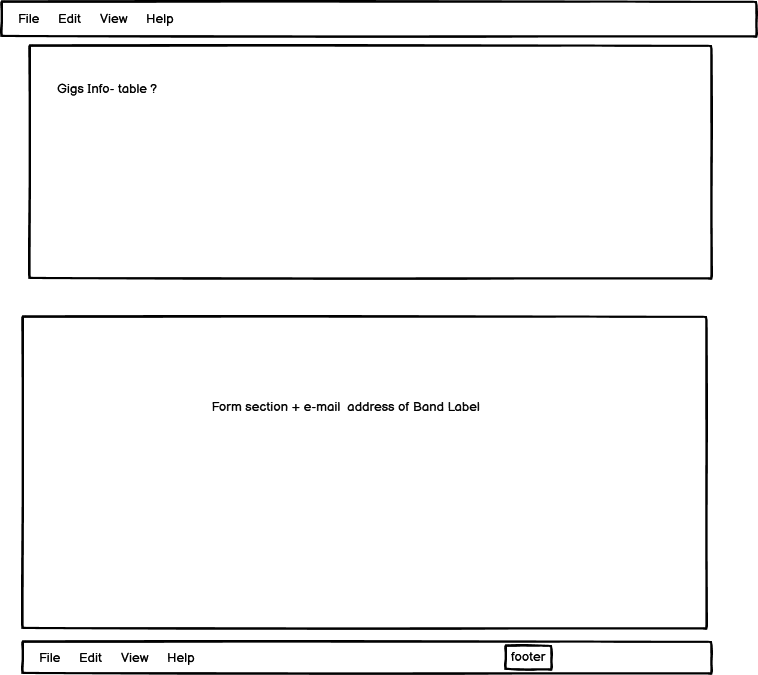 File Edit View Help
Gigs Info- table ?
Form section + e-mail address of Band Label
File Edit View Help footer